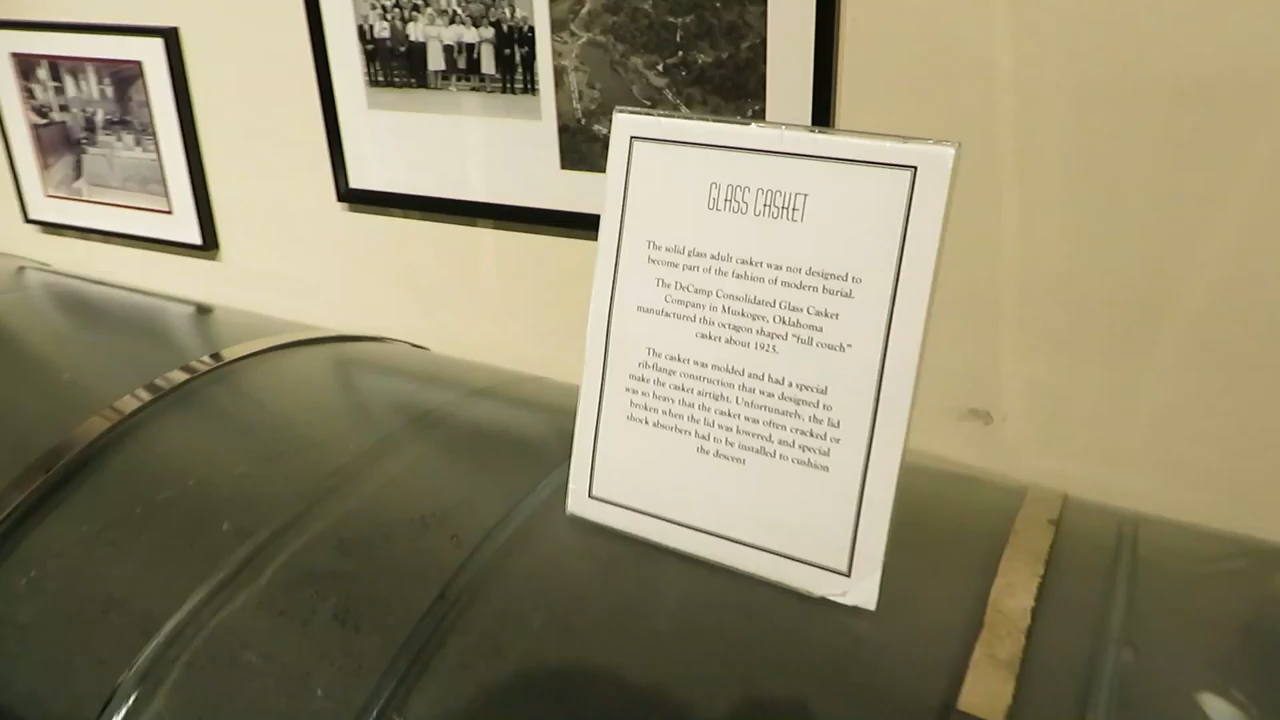 GLASS CASKET
The solid glass adult casket was not designed to
become part of the fashion of modern burial.
The DeCamp Consolidated Glass Casket
Company in Muskogee, Oklahoma
manufactured this octagon shaped "full couch"
casket about 1925.
The casket was molded and had a special
rib-flange construction that was designed to
make the casket airtight. Unfortunately, the lid
was so heavy that the casket was often cracked or
broken when the lid was lowered, and special
shock absorbers had to be installed to cushion
the descent